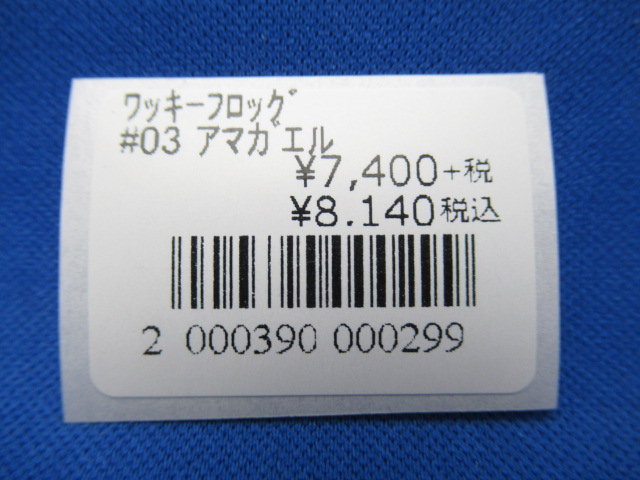 ﾜｯｷｰﾌﾛｯｸﾞ
#03 アマガエル
¥7,400+税
¥8.140税込
2 000390 000299